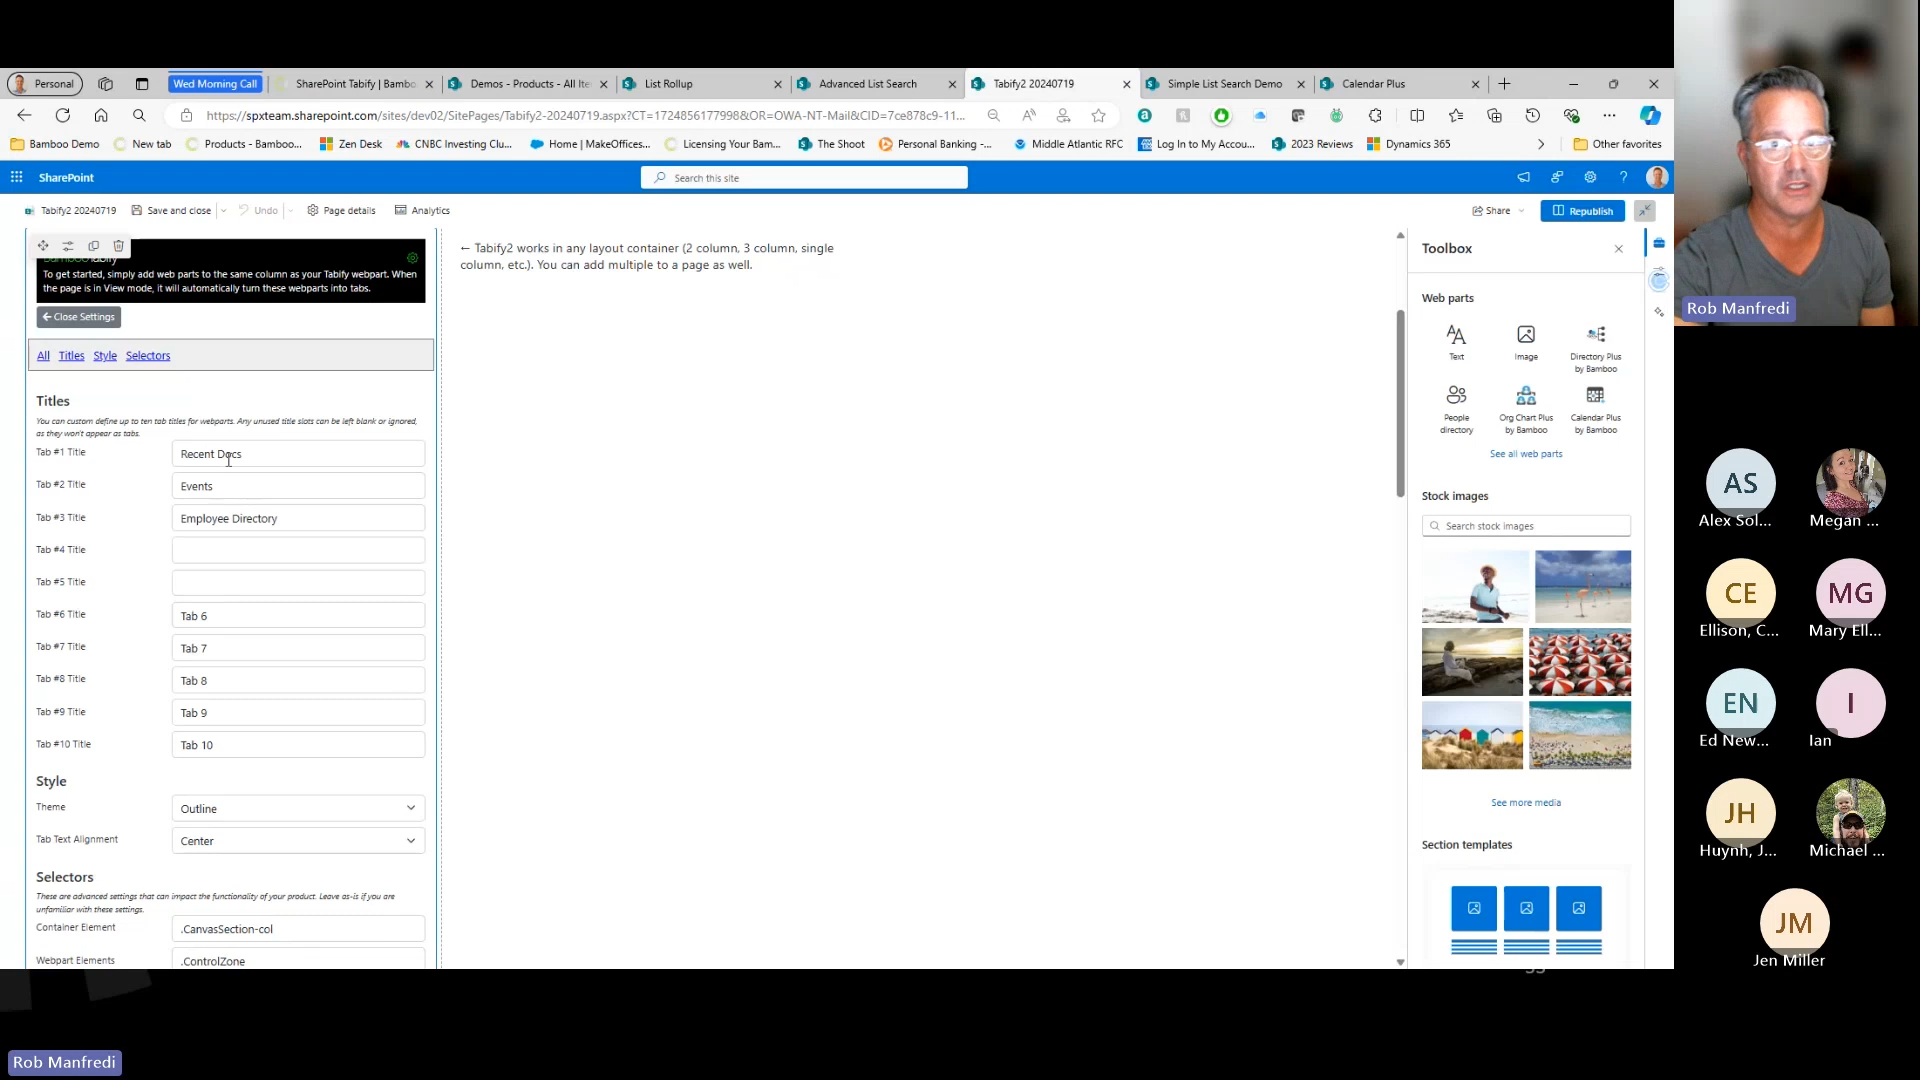 Personal
Wed Morning Call
SharePoint Tabify | Bambo
Demos - Products - All Ite
List Rollup
Advanced List Search
Tabify2 20240719
Simple List Search Demo
Calendar Plus
https://spxteam.sharepoint.com/sites/dev02/SitePages/Tabify2-20240719.aspx?CT=1724856177998&OR=OWA-NT-Mail&CID=7ce878c9-11...
Bamboo Demo
New tab
Products - Bamboo...
Zen Desk
CNBC Investing Clu...
Home | MakeOffices...
Licensing Your Bam...
The Shoot
Personal Banking -...
Middle Atlantic RFC
Log In to My Accou...
2023 Reviews
Dynamics 365
Other favorites
SharePoint
Search this site
Tabify2 20240719
Save and close
Undo
Page details
Analytics
Share
Republish
To get started, simply add web parts to the same column as your Tabify webpart. When
the page is in View mode, it will automatically turn these webparts into tabs.
← Close Settings
All Titles Style Selectors
Titles
You can custom define up to ten tab titles for webparts. Any unused title slots can be left blank or ignored,
as they won't appear as tabs.
Tab #1 Title
Recent Docs
Tab #2 Title
Events
Tab #3 Title
Employee Directory
Tab #4 Title
Tab #5 Title
Tab #6 Title
Tab 6
Tab #7 Title
Tab 7
Tab #8 Title
Tab 8
Tab #9 Title
Tab 9
Tab #10 Title
Tab 10
Style
Theme
Outline
Tab Text Alignment
Center
Selectors
These are advanced settings that can impact the functionality of your product. Leave as-is if you are
unfamiliar with these settings.
Container Element
.CanvasSection-col
Webpart Elements
.ControlZone
← Tabify2 works in any layout container (2 column, 3 column, single
column, etc.). You can add multiple to a page as well.
Toolbox
Web parts
Text
Image
Directory Plus
by Bamboo
People
directory
Org Chart Plus
by Bamboo
Calendar Plus
by Bamboo
See all web parts
Stock images
Search stock images
See more media
Section templates
Rob Manfredi
AS
Alex Sol...
Megan ...
CE
Ellison, C...
MG
Mary Ell...
EN
Ed New...
I
Ian
JH
Huynh, J...
Michael ...
JM
Jen Miller
Rob Manfredi